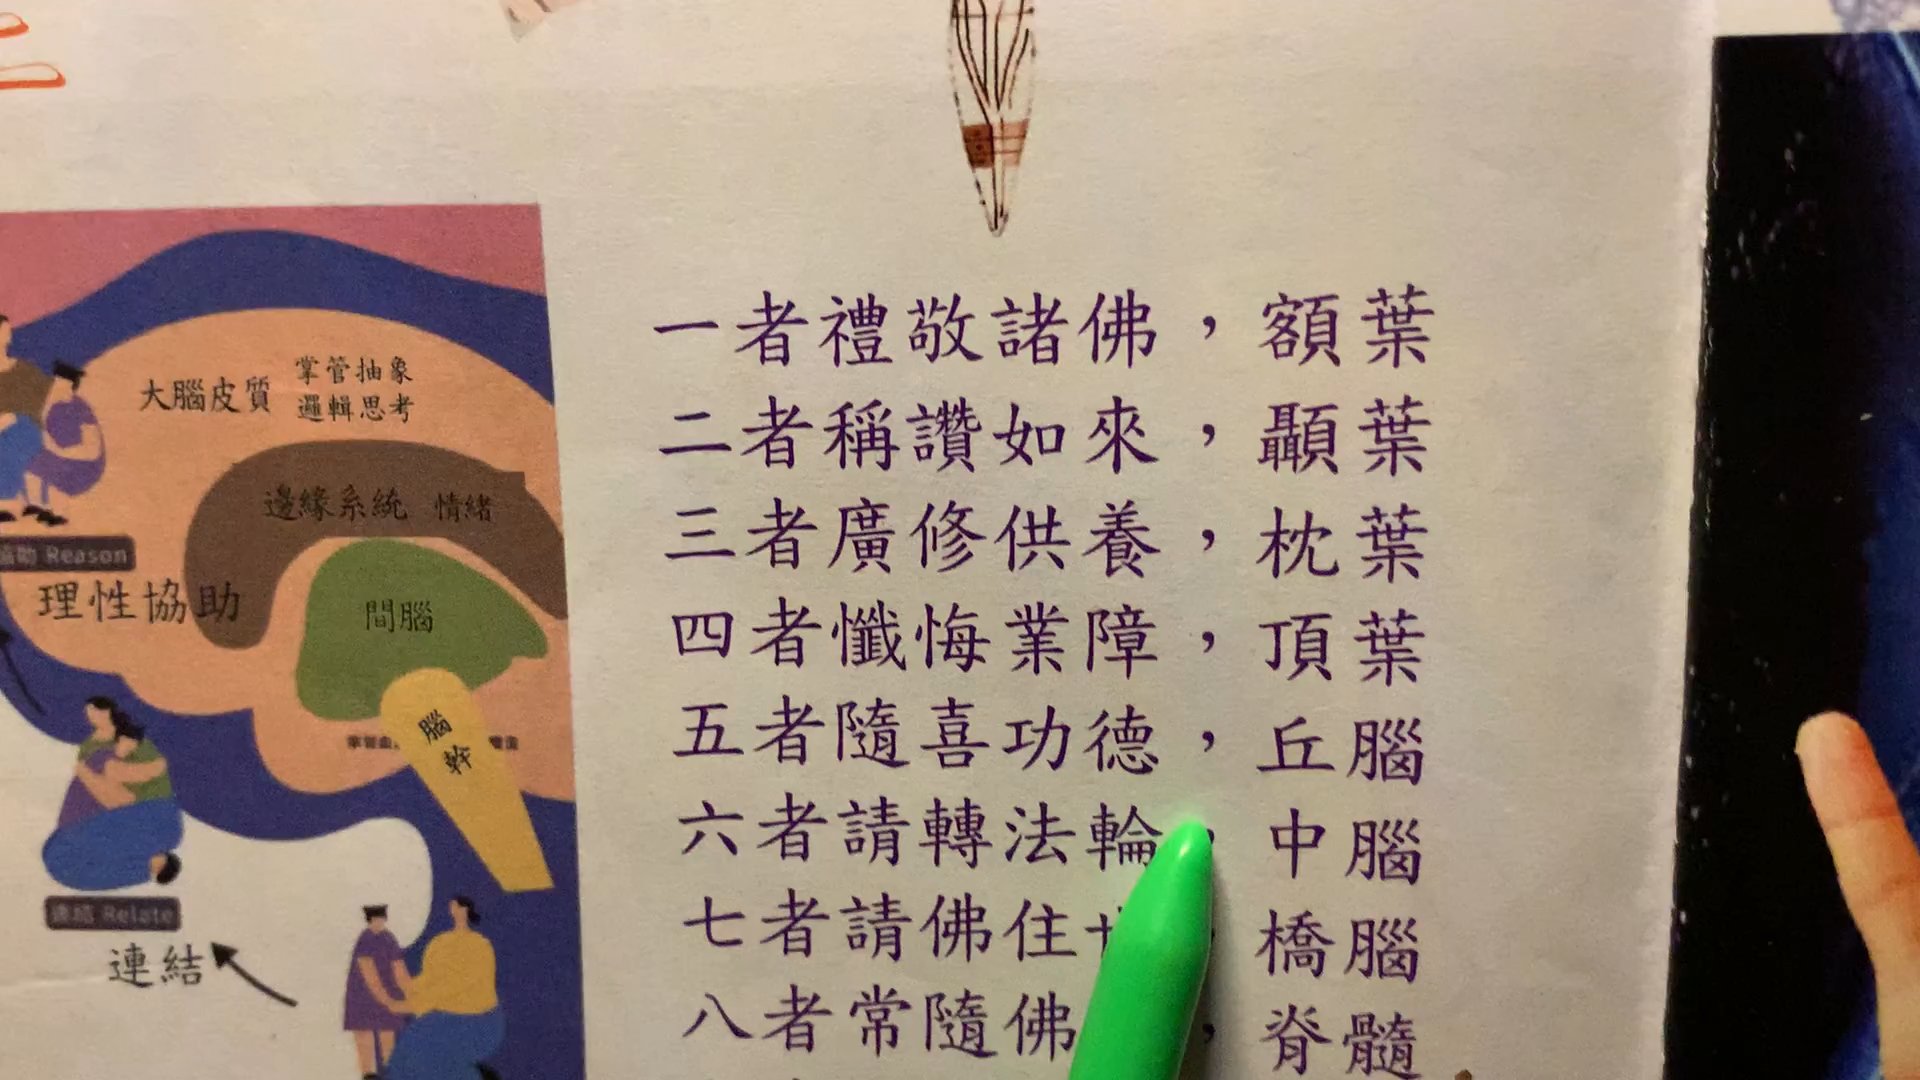 大腦皮質 掌管抽象
邏輯思考
邊緣系統 情緒
協助 Reason
理性協助
間腦
腦幹
連結 Relate
連結
一者禮敬諸佛，額葉
二者稱讚如來，顳葉
三者廣修供養，枕葉
四者懺悔業障，頂葉
五者隨喜功德，丘腦
六者請轉法輪，中腦
七者請佛住，橋腦
八者常隨佛，脊髓